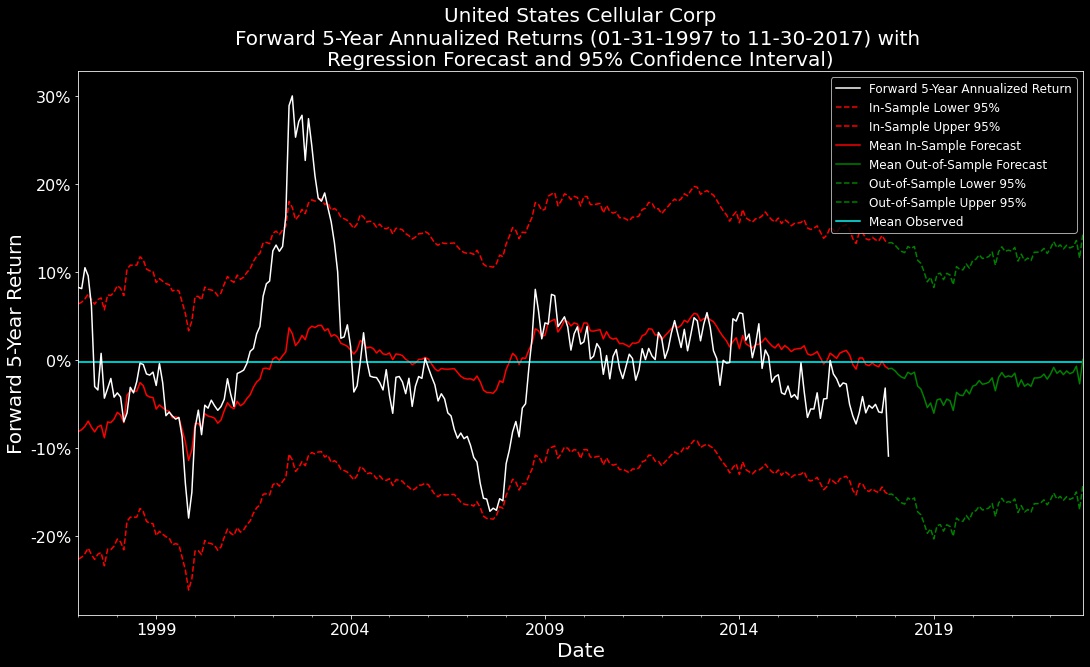 United States Cellular Corp
Forward 5-Year Annualized Returns (01-31-1997 to 11-30-2017) with
Regression Forecast and 95% Confidence Interval)
Forward 5-Year Annualized Return
In-Sample Lower 95%
In-Sample Upper 95%
Mean In-Sample Forecast
Mean Out-of-Sample Forecast
Out-of-Sample Lower 95%
Out-of-Sample Upper 95%
Mean Observed
Forward 5-Year Return
30%
20%
10%
0%
-10%
-20%
1999
2004
2009
2014
2019
Date